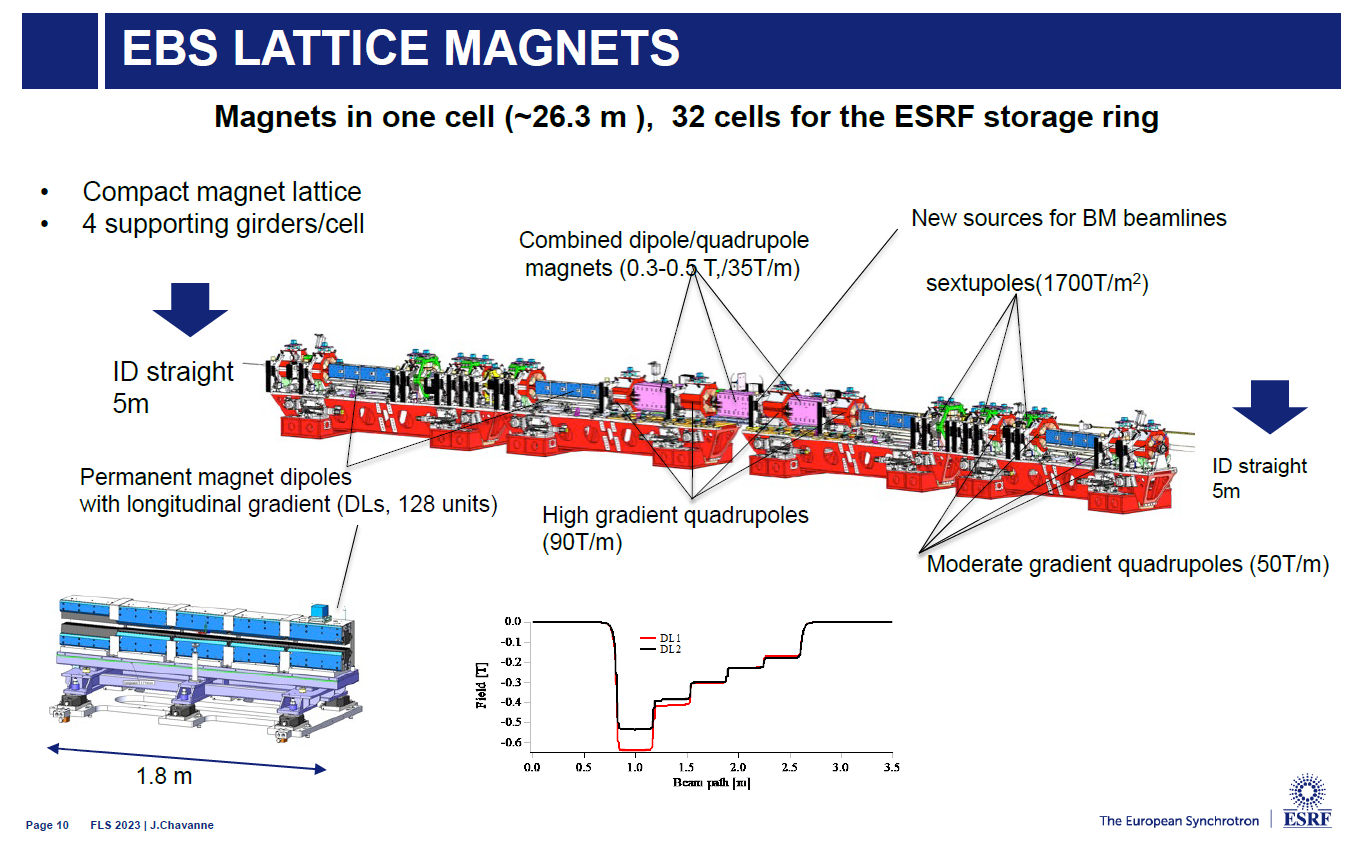 EBS LATTICE MAGNETS
Magnets in one cell (~26.3 m ), 32 cells for the ESRF storage ring
• Compact magnet lattice
• 4 supporting girders/cell
New sources for BM beamlines
Combined dipole/quadrupole
magnets (0.3-0.5 T,/35T/m)
sextupoles(1700T/m²)
ID straight
5m
ID straight
5m
Permanent magnet dipoles
with longitudinal gradient (DLs, 128 units)
High gradient quadrupoles
(90T/m)
Moderate gradient quadrupoles (50T/m)
1.8 m
Field [T]
0.0
-0.1
-0.2
-0.3
-0.4
-0.5
-0.6
DL1
DL2
0.0 0.5 1.0 1.5 2.0 2.5 3.0 3.5
Beam path [m]
Page 10 FLS 2023 | J.Chavanne
The European Synchrotron
ESRF